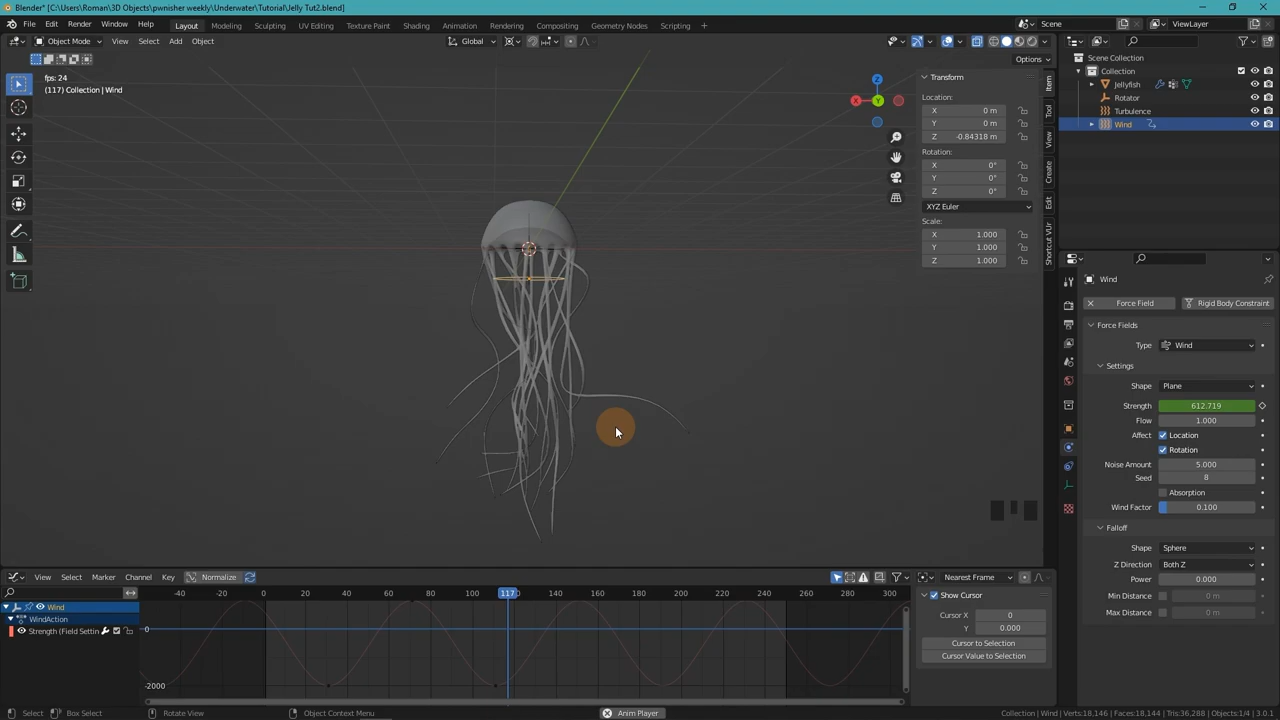 Blender* [C:\Users\Roman\3D Objects\pwnisher weekly\Underwater\Tutorial\Jelly Tut2.blend]
File Edit Render Window Help Layout Modeling Sculpting UV Editing Texture Paint Shading Animation Rendering Compositing Geometry Nodes Scripting + Scene ViewLayer
Object Mode View Select Add Object Global
Options
fps: 24
(117) Collection | Wind
X Y Z
Transform
Location:
X 0 m
Y 0 m
Z -0.84318 m
Rotation:
X 0°
Y 0°
Z 0°
XYZ Euler
Scale:
X 1.000
Y 1.000
Z 1.000
Item
Tool
View
Create
Edit
Shortcut VUr
Scene Collection
Collection
Jellyfish
Rotator
Turbulence
Wind
Wind
Force Field Rigid Body Constraint
Force Fields
Type Wind
Settings
Shape Plane
Strength 612.719
Flow 1.000
Affect Location
Rotation
Noise Amount 5.000
Seed 8
Absorption
Wind Factor 0.100
Falloff
Shape Sphere
Z Direction Both Z
Power 0.000
Min Distance 0 m
Max Distance 0 m
View Select Marker Channel Key Normalize Nearest Frame
-40 -20 0 20 40 60 80 100 117 120 140 160 180 200 220 240 260 280 300
Wind
WindAction
Strength (Field Settin
0
-2000
Show Cursor
Cursor X 0
Y 0.000
Cursor to Selection
Cursor Value to Selection
Select Box Select Rotate View Object Context Menu Anim Player Collection | Wind Verts:18,146 Faces:18,144 Tris:36,288 Objects:1/4 3.0.1